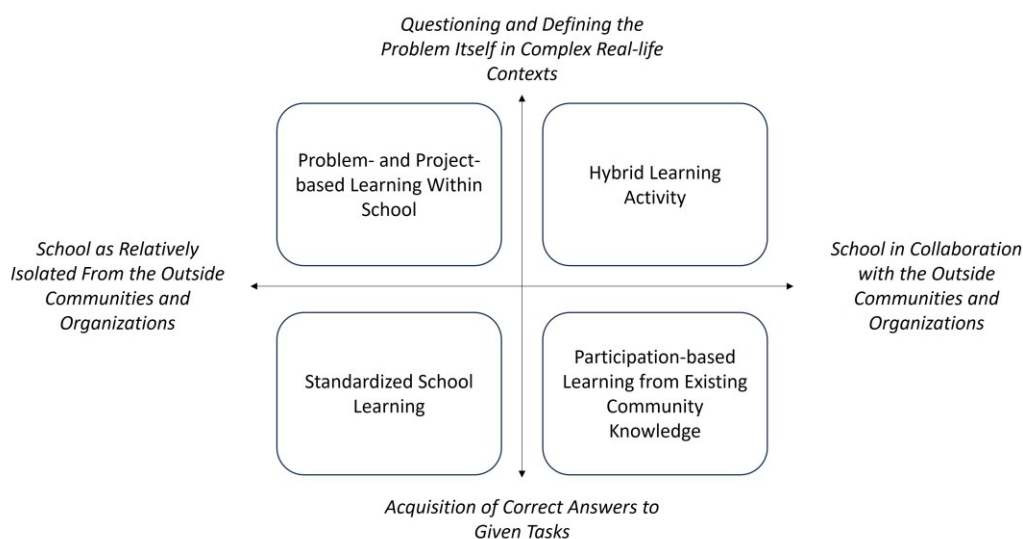 Questioning and Defining the
Problem Itself in Complex Real-life
Contexts
Problem- and Project-
based Learning Within
School
Hybrid Learning
Activity
School as Relatively
Isolated From the Outside
Communities and
Organizations
School in Collaboration
with the Outside
Communities and
Organizations
Standardized School
Learning
Participation-based
Learning from Existing
Community
Knowledge
Acquisition of Correct Answers to
Given Tasks